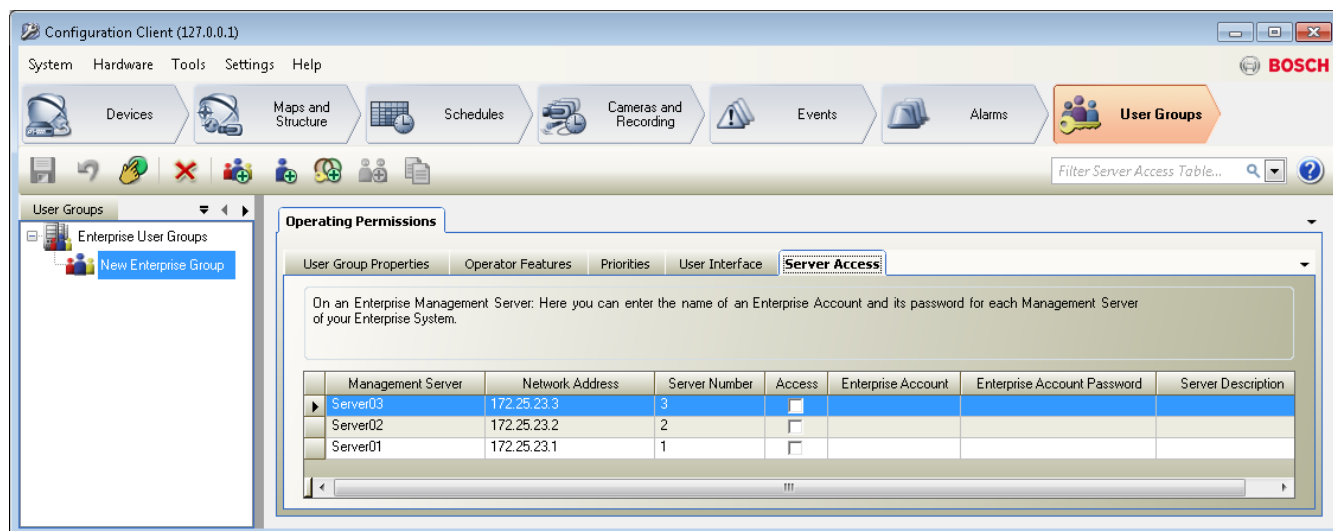 Configuration Client (127.0.0.1)
System Hardware Tools Settings Help
BOSCH
Devices
Maps and
Structure
Schedules
Cameras and
Recording
Events
Alarms
User Groups
Filter Server Access Table...
User Groups
Enterprise User Groups
New Enterprise Group
Operating Permissions
User Group Properties Operator Features Priorities User Interface Server Access
On an Enterprise Management Server: Here you can enter the name of an Enterprise Account and its password for each Management Server
of your Enterprise System.
Management Server Network Address Server Number Access Enterprise Account Enterprise Account Password Server Description
Server03 172.25.23.3 3
Server02 172.25.23.2 2
Server01 172.25.23.1 1